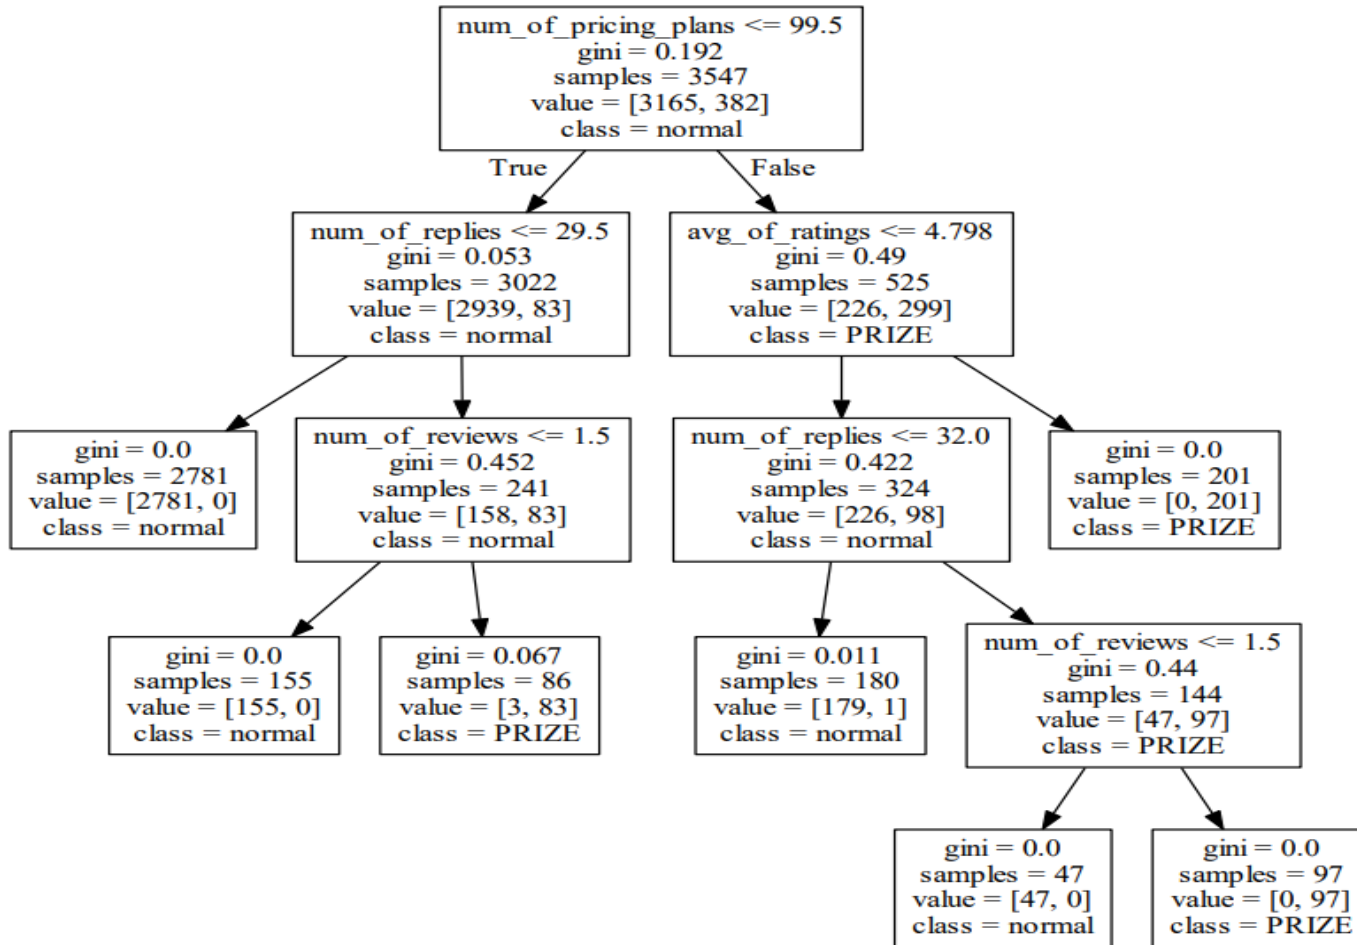 num_of_pricing_plans <= 99.5
gini = 0.192
samples = 3547
value = [3165, 382]
class = normal
True
False
num_of_replies <= 29.5
gini = 0.053
samples = 3022
value = [2939, 83]
class = normal
avg_of_ratings <= 4.798
gini = 0.49
samples = 525
value = [226, 299]
class = PRIZE
gini = 0.0
samples = 2781
value = [2781, 0]
class = normal
num_of_reviews <= 1.5
gini = 0.452
samples = 241
value = [158, 83]
class = normal
num_of_replies <= 32.0
gini = 0.422
samples = 324
value = [226, 98]
class = normal
gini = 0.0
samples = 201
value = [0, 201]
class = PRIZE
gini = 0.0
samples = 155
value = [155, 0]
class = normal
gini = 0.067
samples = 86
value = [3, 83]
class = PRIZE
gini = 0.011
samples = 180
value = [179, 1]
class = normal
num_of_reviews <= 1.5
gini = 0.44
samples = 144
value = [47, 97]
class = PRIZE
gini = 0.0
samples = 47
value = [47, 0]
class = normal
gini = 0.0
samples = 97
value = [0, 97]
class = PRIZE